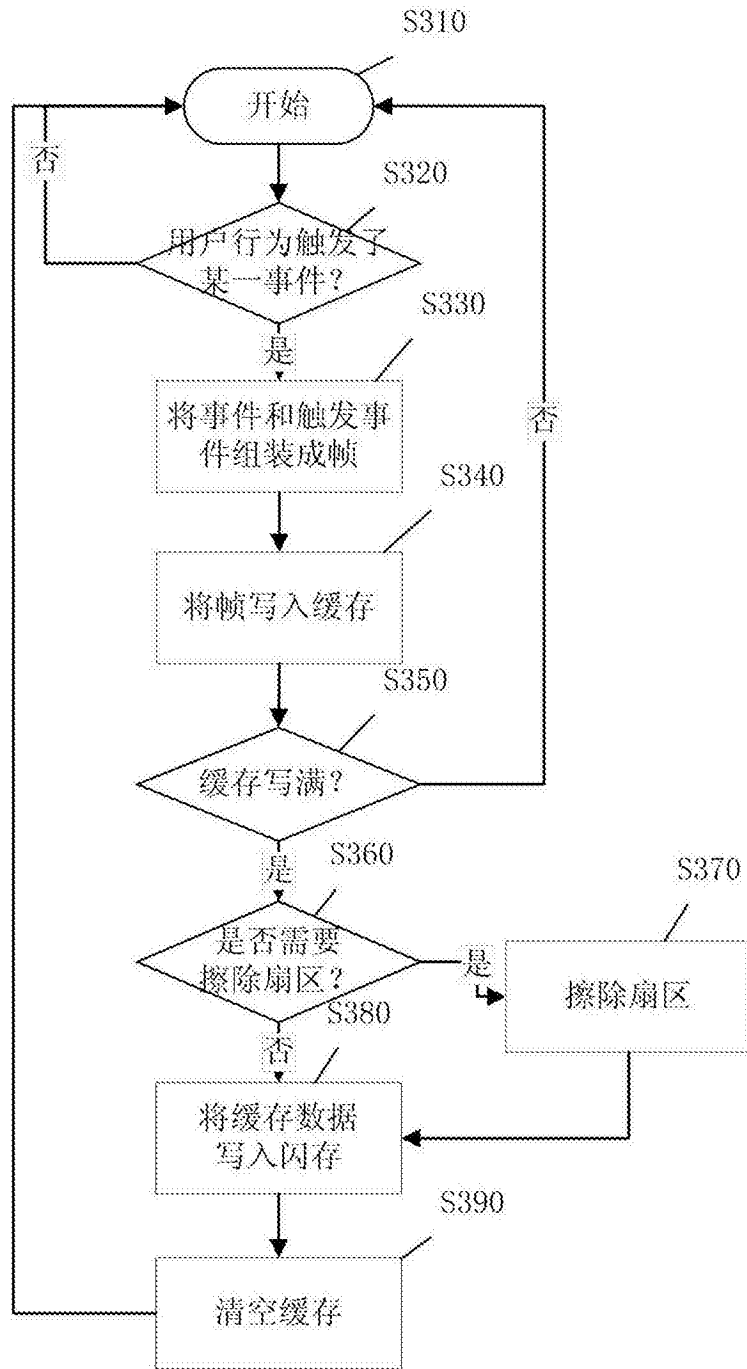 S310
开始
否
S320
用户行为触发了
某一事件？
S330
是
将事件和触发事
件组装成帧
否
S340
将帧写入缓存
S350
缓存写满？
S360
是
S370
是否需要
擦除扇区？
是
擦除扇区
S380
否
将缓存数据
写入闪存
S390
清空缓存